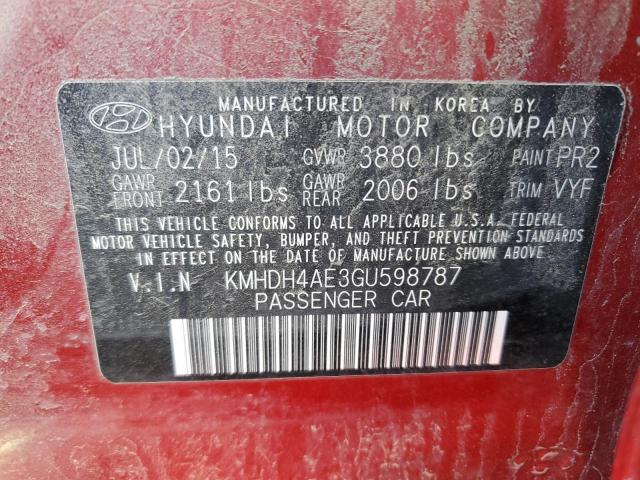 MANUFACTURED IN KOREA BY
HYUNDAI MOTOR COMPANY
JUL/02/15 GVWR 3880 lbs PAINT PR2
GAWR FRONT 2161 lbs GAWR REAR 2006 lbs TRIM VYF
THIS VEHICLE CONFORMS TO ALL APPLICABLE U.S.A. FEDERAL
MOTOR VEHICLE SAFETY, BUMPER, AND THEFT PREVENTION
STANDARDS IN EFFECT ON THE DATE OF MANUFACTURE SHOWN ABOVE.
V.I.N KMHDH4AE3GU598787
PASSENGER CAR